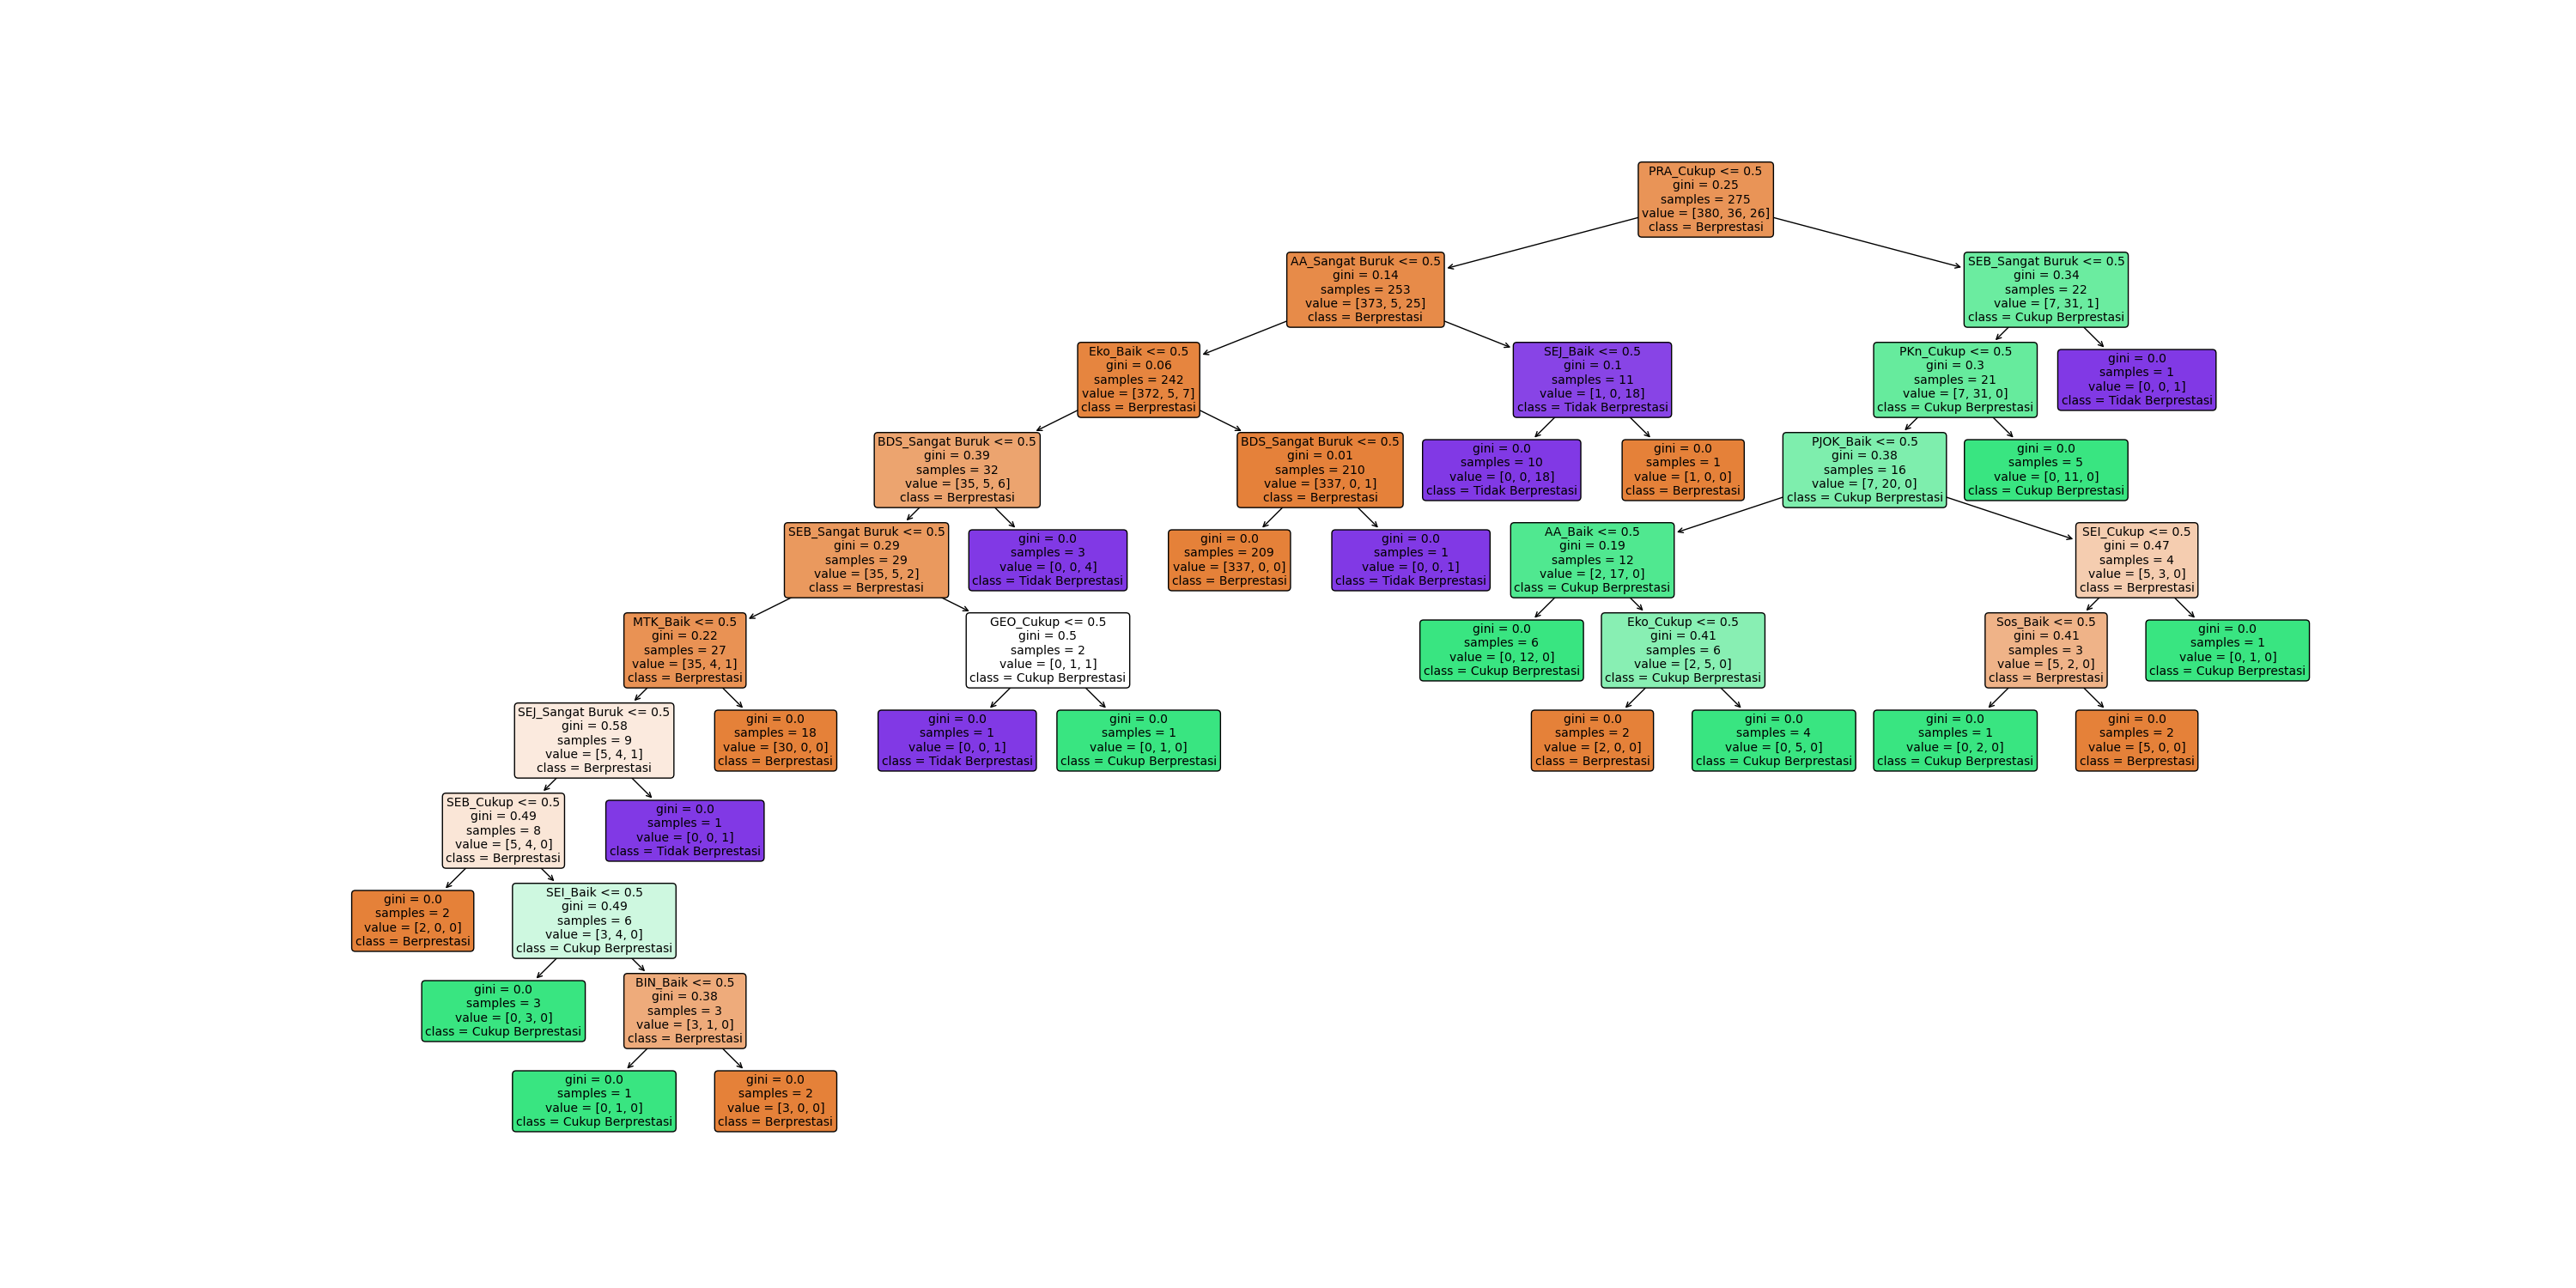 PRA_Cukup <= 0.5
gini = 0.25
samples = 275
value = [380, 36, 26]
class = Berprestasi
AA_Sangat Buruk <= 0.5
gini = 0.14
samples = 253
value = [373, 5, 25]
class = Berprestasi
SEB_Sangat Buruk <= 0.5
gini = 0.34
samples = 22
value = [7, 31, 1]
class = Cukup Berprestasi
Eko_Baik <= 0.5
gini = 0.06
samples = 242
value = [372, 5, 7]
class = Berprestasi
SEJ_Baik <= 0.5
gini = 0.1
samples = 11
value = [1, 0, 18]
class = Tidak Berprestasi
PKn_Cukup <= 0.5
gini = 0.3
samples = 21
value = [7, 31, 0]
class = Cukup Berprestasi
gini = 0.0
samples = 1
value = [0, 0, 1]
class = Tidak Berprestasi
BDS_Sangat Buruk <= 0.5
gini = 0.39
samples = 32
value = [35, 5, 6]
class = Berprestasi
BDS_Sangat Buruk <= 0.5
gini = 0.01
samples = 210
value = [337, 0, 1]
class = Berprestasi
gini = 0.0
samples = 10
value = [0, 0, 18]
class = Tidak Berprestasi
gini = 0.0
samples = 1
value = [1, 0, 0]
class = Berprestasi
PJOK_Baik <= 0.5
gini = 0.38
samples = 16
value = [7, 20, 0]
class = Cukup Berprestasi
gini = 0.0
samples = 5
value = [0, 11, 0]
class = Cukup Berprestasi
SEB_Sangat Buruk <= 0.5
gini = 0.29
samples = 29
value = [35, 5, 2]
class = Berprestasi
gini = 0.0
samples = 3
value = [0, 0, 4]
class = Tidak Berprestasi
gini = 0.0
samples = 209
value = [337, 0, 0]
class = Berprestasi
gini = 0.0
samples = 1
value = [0, 0, 1]
class = Tidak Berprestasi
AA_Baik <= 0.5
gini = 0.19
samples = 12
value = [2, 17, 0]
class = Cukup Berprestasi
SEI_Cukup <= 0.5
gini = 0.47
samples = 4
value = [5, 3, 0]
class = Berprestasi
MTK_Baik <= 0.5
gini = 0.22
samples = 27
value = [35, 4, 1]
class = Berprestasi
GEO_Cukup <= 0.5
gini = 0.5
samples = 2
value = [0, 1, 1]
class = Cukup Berprestasi
gini = 0.0
samples = 6
value = [0, 12, 0]
class = Cukup Berprestasi
Eko_Cukup <= 0.5
gini = 0.41
samples = 6
value = [2, 5, 0]
class = Cukup Berprestasi
Sos_Baik <= 0.5
gini = 0.41
samples = 3
value = [5, 2, 0]
class = Berprestasi
gini = 0.0
samples = 1
value = [0, 1, 0]
class = Cukup Berprestasi
SEJ_Sangat Buruk <= 0.5
gini = 0.58
samples = 9
value = [5, 4, 1]
class = Berprestasi
gini = 0.0
samples = 18
value = [30, 0, 0]
class = Berprestasi
gini = 0.0
samples = 1
value = [0, 0, 1]
class = Tidak Berprestasi
gini = 0.0
samples = 1
value = [0, 1, 0]
class = Cukup Berprestasi
gini = 0.0
samples = 2
value = [2, 0, 0]
class = Berprestasi
gini = 0.0
samples = 4
value = [0, 5, 0]
class = Cukup Berprestasi
gini = 0.0
samples = 1
value = [0, 2, 0]
class = Cukup Berprestasi
gini = 0.0
samples = 2
value = [5, 0, 0]
class = Berprestasi
SEB_Cukup <= 0.5
gini = 0.49
samples = 8
value = [5, 4, 0]
class = Berprestasi
gini = 0.0
samples = 1
value = [0, 0, 1]
class = Tidak Berprestasi
gini = 0.0
samples = 2
value = [2, 0, 0]
class = Berprestasi
SEI_Baik <= 0.5
gini = 0.49
samples = 6
value = [3, 4, 0]
class = Cukup Berprestasi
gini = 0.0
samples = 3
value = [0, 3, 0]
class = Cukup Berprestasi
BIN_Baik <= 0.5
gini = 0.38
samples = 3
value = [3, 1, 0]
class = Berprestasi
gini = 0.0
samples = 1
value = [0, 1, 0]
class = Cukup Berprestasi
gini = 0.0
samples = 2
value = [3, 0, 0]
class = Berprestasi